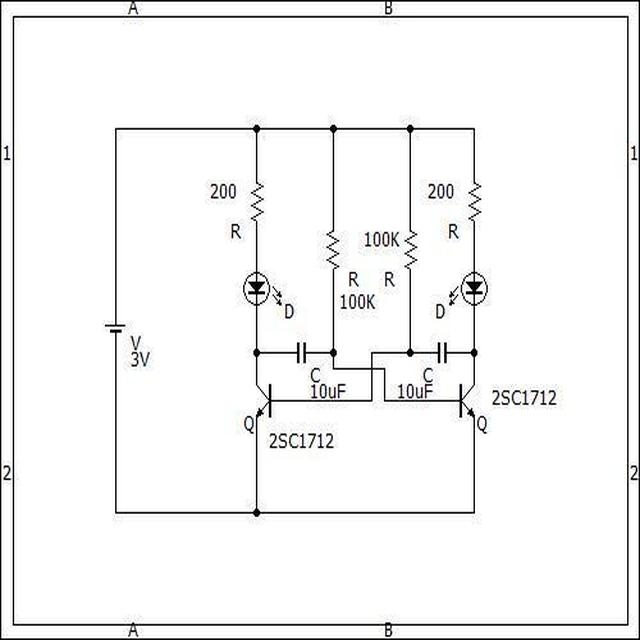 A B
1 1
200 200
R 100K R
R R
100K
D D
V
3V
C C
10uF 10uF
2SC1712
Q Q
2SC1712
2 2
A B